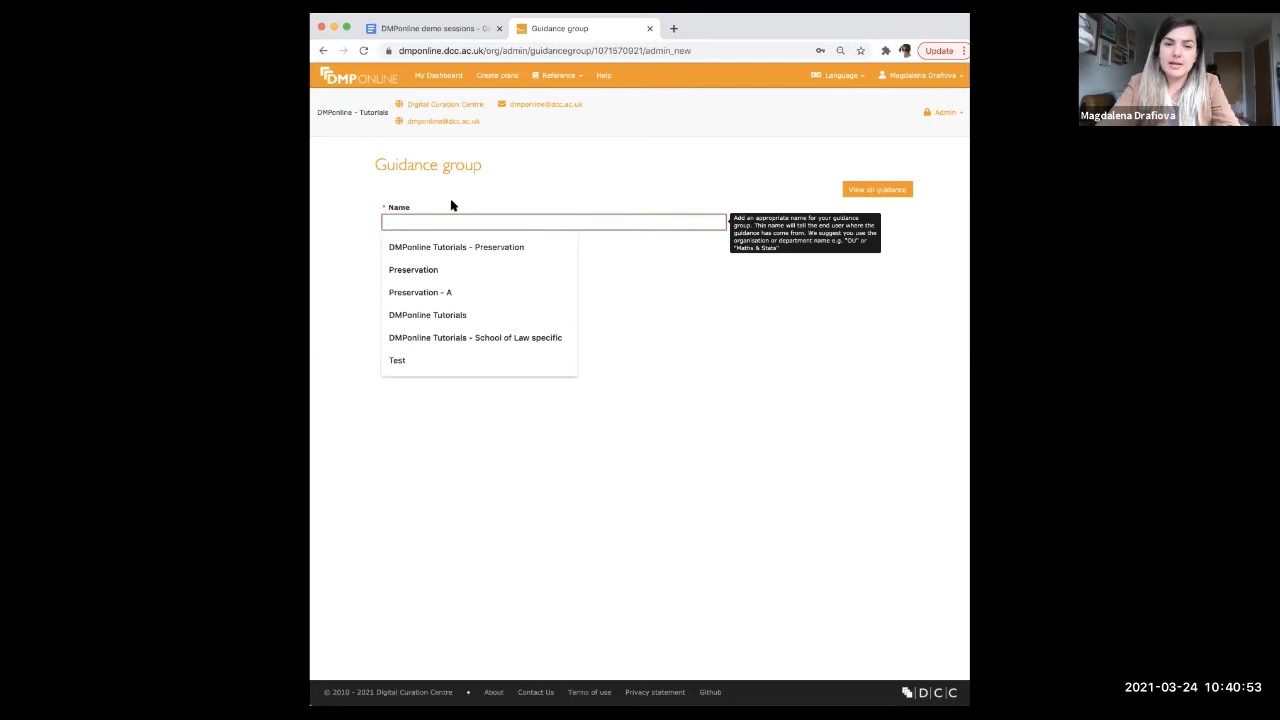 DMPonline demo sessions - G
Guidance group
dmponline.dcc.ac.uk/org/admin/guidancegroup/1071570921/admin_new
Update
DMPONLINE
My Dashboard
Create plans
Reference
Help
Language
Magdalena Drafiova
DMPonline - Tutorials
Digital Curation Centre
dmponline@dcc.ac.uk
dmponline@dcc.ac.uk
Admin
Magdalena Drafiova
Guidance group
View all guidance
* Name
Add an appropriate name for your guidance
group. This name will tell the end user where the
guidance has come from. We suggest you use the
organisation or department name e.g. "OU" or
"Maths & Stats"
DMPonline Tutorials - Preservation
Preservation
Preservation - A
DMPonline Tutorials
DMPonline Tutorials - School of Law specific
Test
© 2010 - 2021 Digital Curation Centre
•
About
Contact Us
Terms of use
Privacy statement
Github
D|C|C
2021-03-24 10:40:53